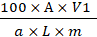 100 × A × V1
a × L × m